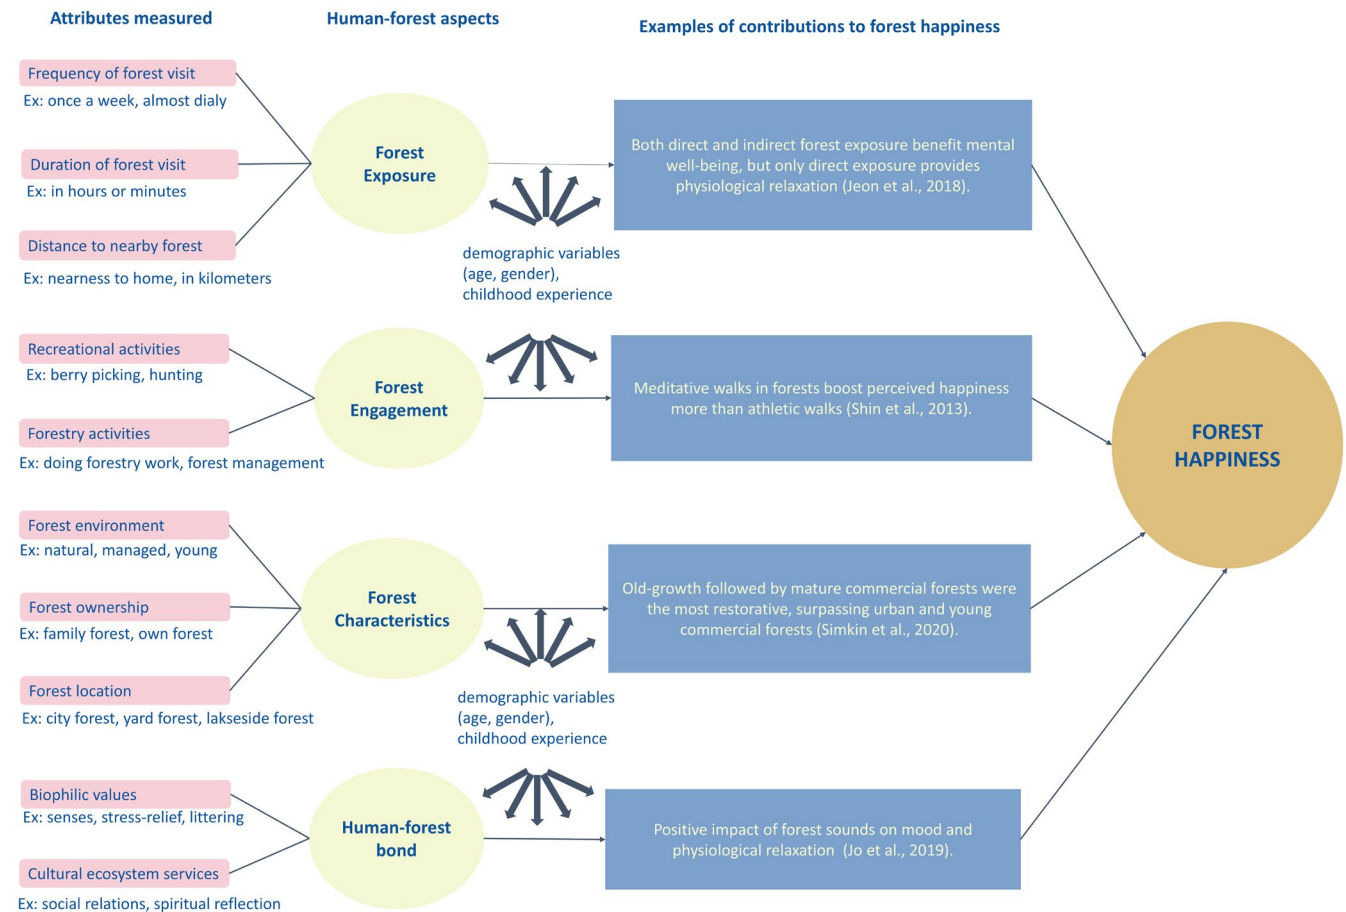 Attributes measured
Human-forest aspects
Examples of contributions to forest happiness
Frequency of forest visit
Ex: once a week, almost dialy
Duration of forest visit
Ex: in hours or minutes
Distance to nearby forest
Ex: nearness to home, in kilometers
Forest
Exposure
demographic variables
(age, gender),
childhood experience
Both direct and indirect forest exposure benefit mental
well-being, but only direct exposure provides
physiological relaxation (Jeon et al., 2018).
Recreational activities
Ex: berry picking, hunting
Forestry activities
Ex: doing forestry work, forest management
Forest
Engagement
Meditative walks in forests boost perceived happiness
more than athletic walks (Shin et al., 2013).
FOREST
HAPPINESS
Forest environment
Ex: natural, managed, young
Forest ownership
Ex: family forest, own forest
Forest location
Ex: city forest, yard forest, lakseside forest
Forest
Characteristics
demographic variables
(age, gender),
childhood experience
Old-growth followed by mature commercial forests were
the most restorative, surpassing urban and young
commercial forests (Simkin et al., 2020).
Biophilic values
Ex: senses, stress-relief, littering
Cultural ecosystem services
Ex: social relations, spiritual reflection
Human-forest
bond
Positive impact of forest sounds on mood and
physiological relaxation (Jo et al., 2019).